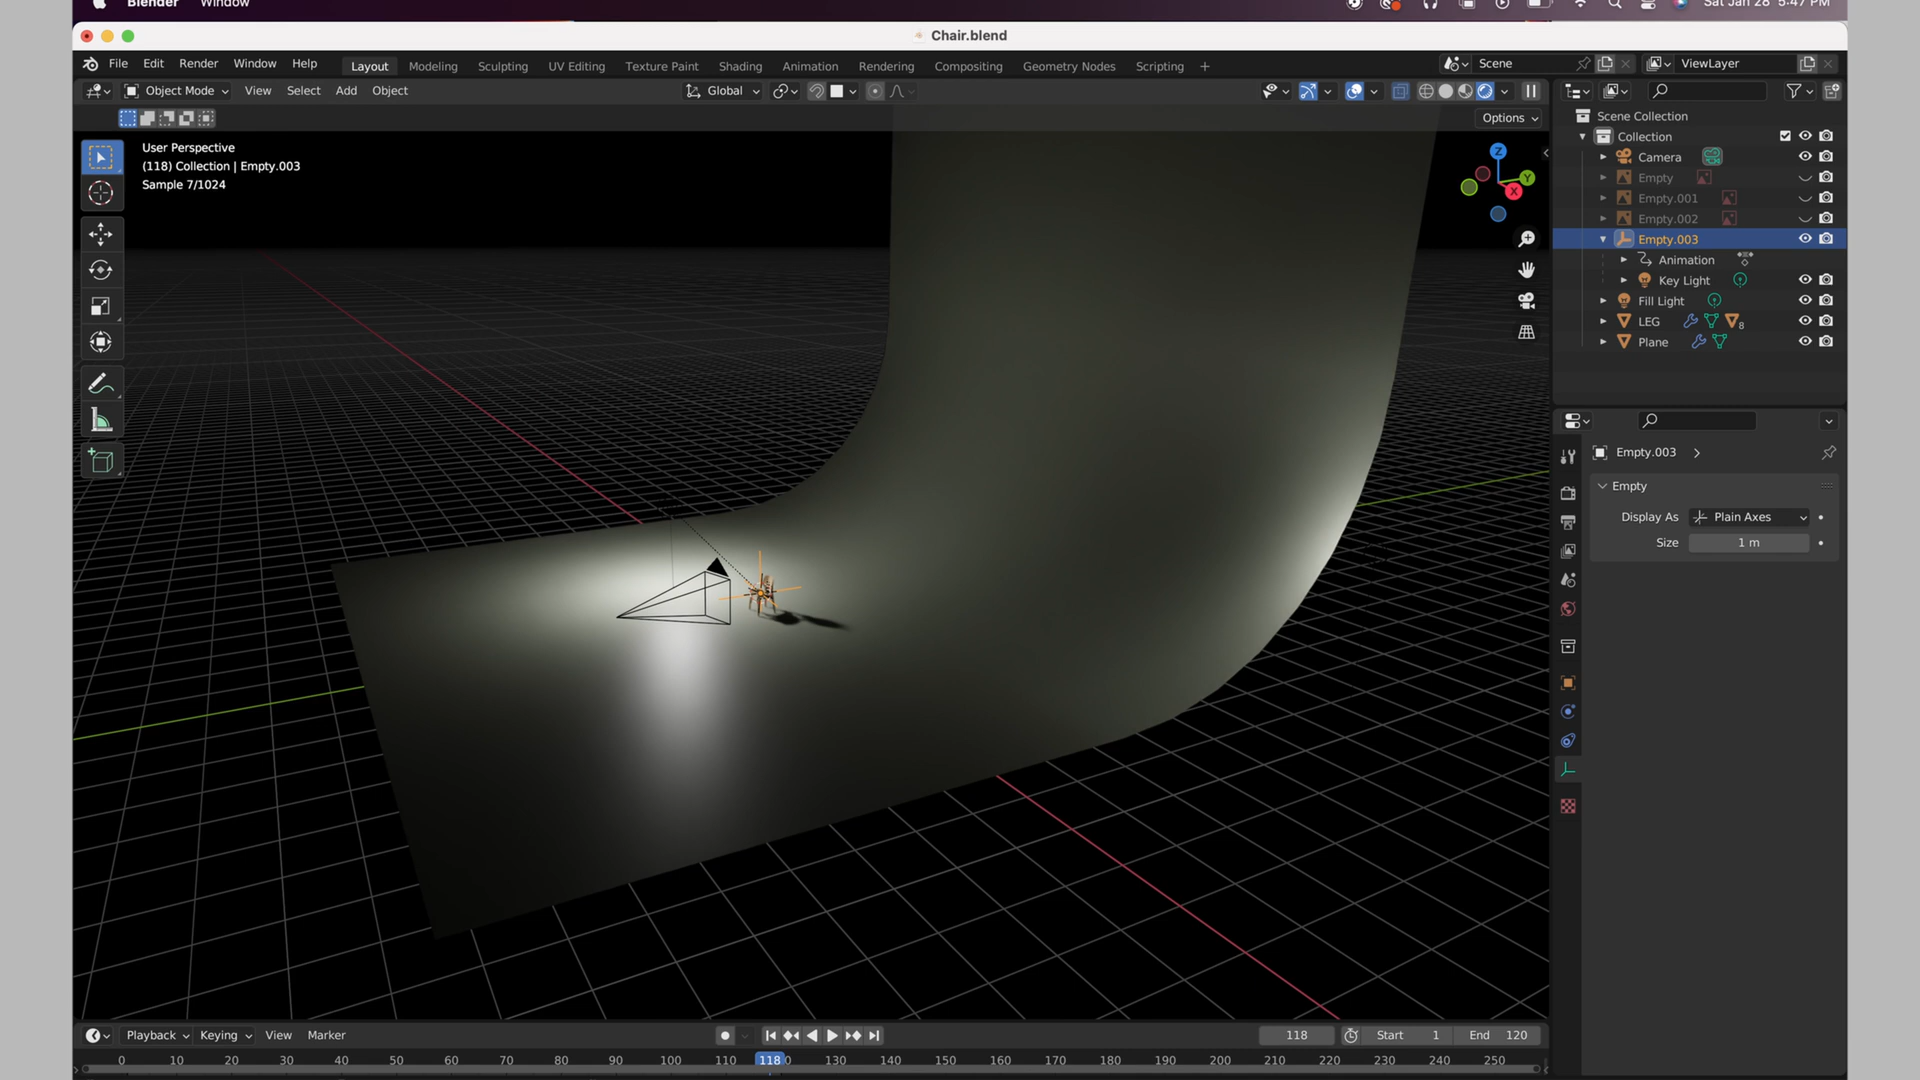 Blender Window Sat Jan 28 5:47 PM
Chair.blend
File Edit Render Window Help Layout Modeling Sculpting UV Editing Texture Paint Shading Animation Rendering Compositing Geometry Nodes Scripting + Scene ViewLayer
Object Mode View Select Add Object Global
Options
User Perspective
(118) Collection | Empty.003
Sample 7/1024
Z
Y
X
Scene Collection
Collection
Camera
Empty
Empty.001
Empty.002
Empty.003
Animation
Key Light
Fill Light
LEG 8
Plane
Empty.003
Empty
Display As Plain Axes
Size 1 m
Playback Keying View Marker 118 Start 1 End 120
0 10 20 30 40 50 60 70 80 90 100 110 118 0 130 140 150 160 170 180 190 200 210 220 230 240 250